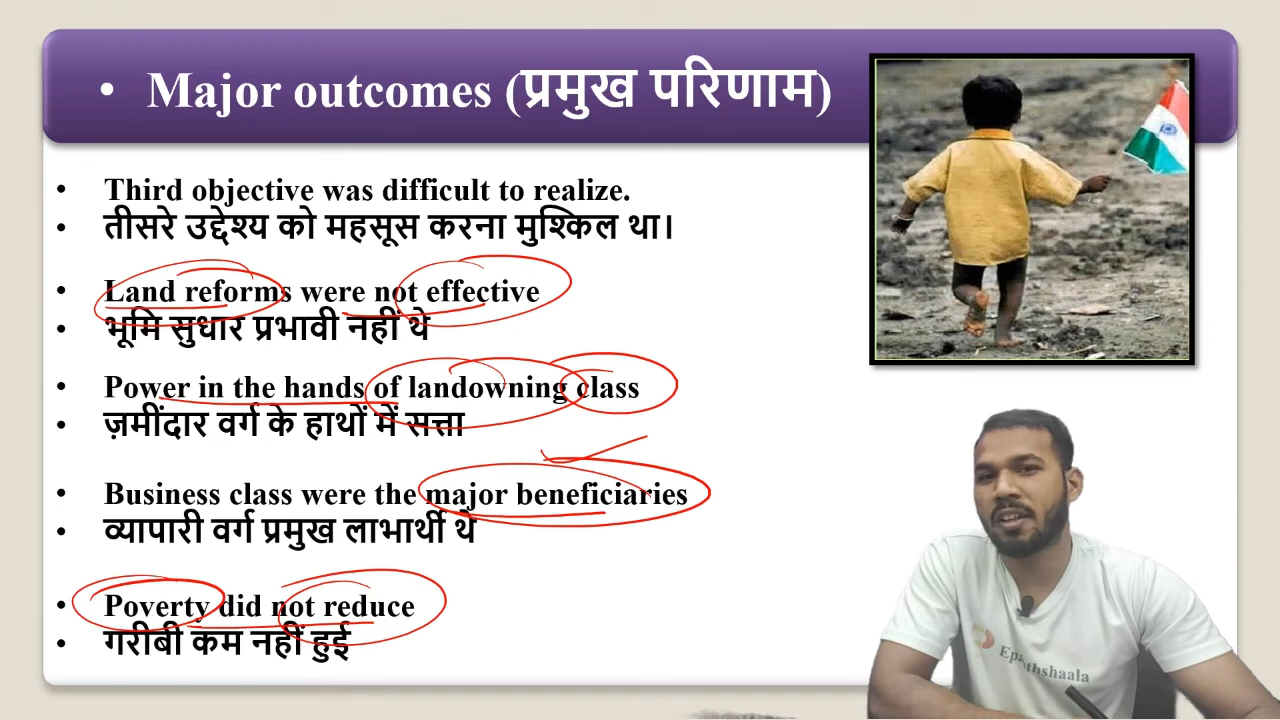 • Major outcomes (प्रमुख परिणाम)
• Third objective was difficult to realize.
• तीसरे उद्देश्य को महसूस करना मुश्किल था।
• Land reforms were not effective
• भूमि सुधार प्रभावी नहीं थे
• Power in the hands of landowning class
• ज़मींदार वर्ग के हाथों में सत्ता
• Business class were the major beneficiaries
• व्यापारी वर्ग प्रमुख लाभार्थी थे
• Poverty did not reduce
• गरीबी कम नहीं हुई